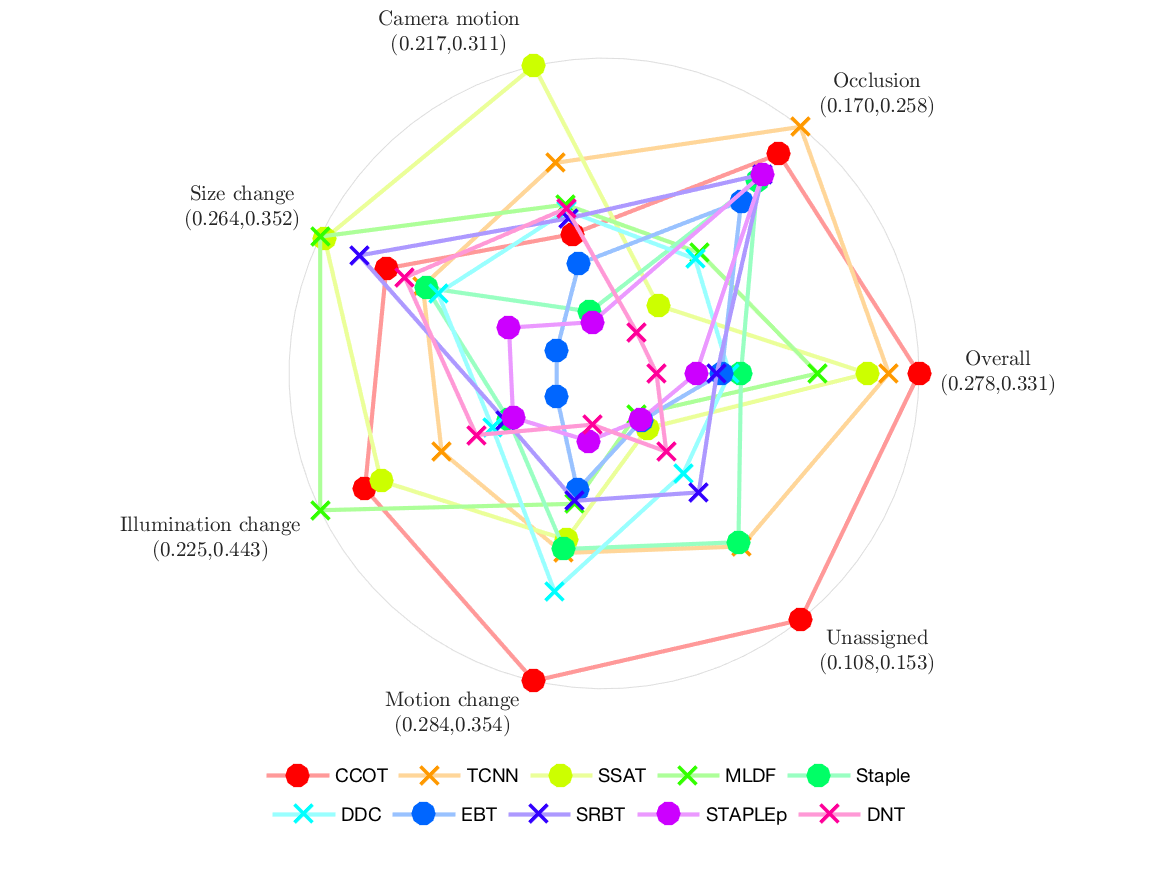 Camera motion
(0.217,0.311)
Occlusion
(0.170,0.258)
Size change
(0.264,0.352)
Overall
(0.278,0.331)
Illumination change
(0.225,0.443)
Unassigned
(0.108,0.153)
Motion change
(0.284,0.354)
CCOT TCNN SSAT MLDF Staple
DDC EBT SRBT STAPLEp DNT